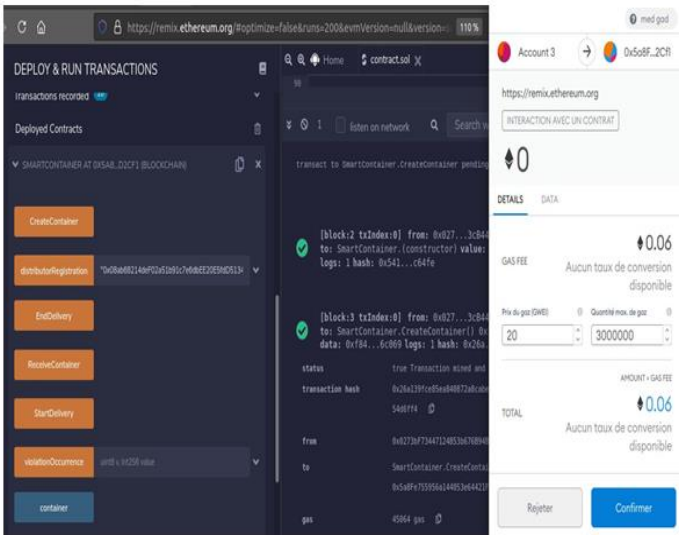 https://remix.ethereum.org/#optimize=false&runs=200&evmVersion=null&version=
110%
DEPLOY & RUN TRANSACTIONS
Transactions recorded
Deployed Contracts
SMARTCONTAINER AT 0X5A8...D2CF1 (BLOCKCHAIN)
CreateContainer
distributorRegistration
EndDelivery
ReceiveContainer
StartDelivery
violationOccurrence uint8 v, int256 value
container
Home contract.sol
98
1 listen on network Search w
transact to SmartContainer.CreateContainer pending
[block:2 txIndex:0] from: 0x027...3cB44
to: SmartContainer.(constructor) value:
logs: 1 hash: 0x541...c64fe
[block:3 txIndex:0] from: 0x027...3cB44
to: SmartContainer.CreateContainer() 0x
data: 0xf84...6c069 logs: 1 hash: 0x26a
status true Transaction mined and
transaction hash
54d6ff4
from
to SmartContainer.CreateContai
gas 45064 gas
med gad
Account 3
0x5a8F...2Cf1
https://remix.ethereum.org
INTERACTION AVEC UN CONTRAT
0
DETAILS DATA
0.06
GAS FEE
Aucun taux de conversion
disponible
Prix du gaz (GWEI) Quantité max. de gaz
20 3000000
AMOUNT + GAS FEE
0.06
TOTAL
Aucun taux de conversion
disponible
Rejeter Confirmer